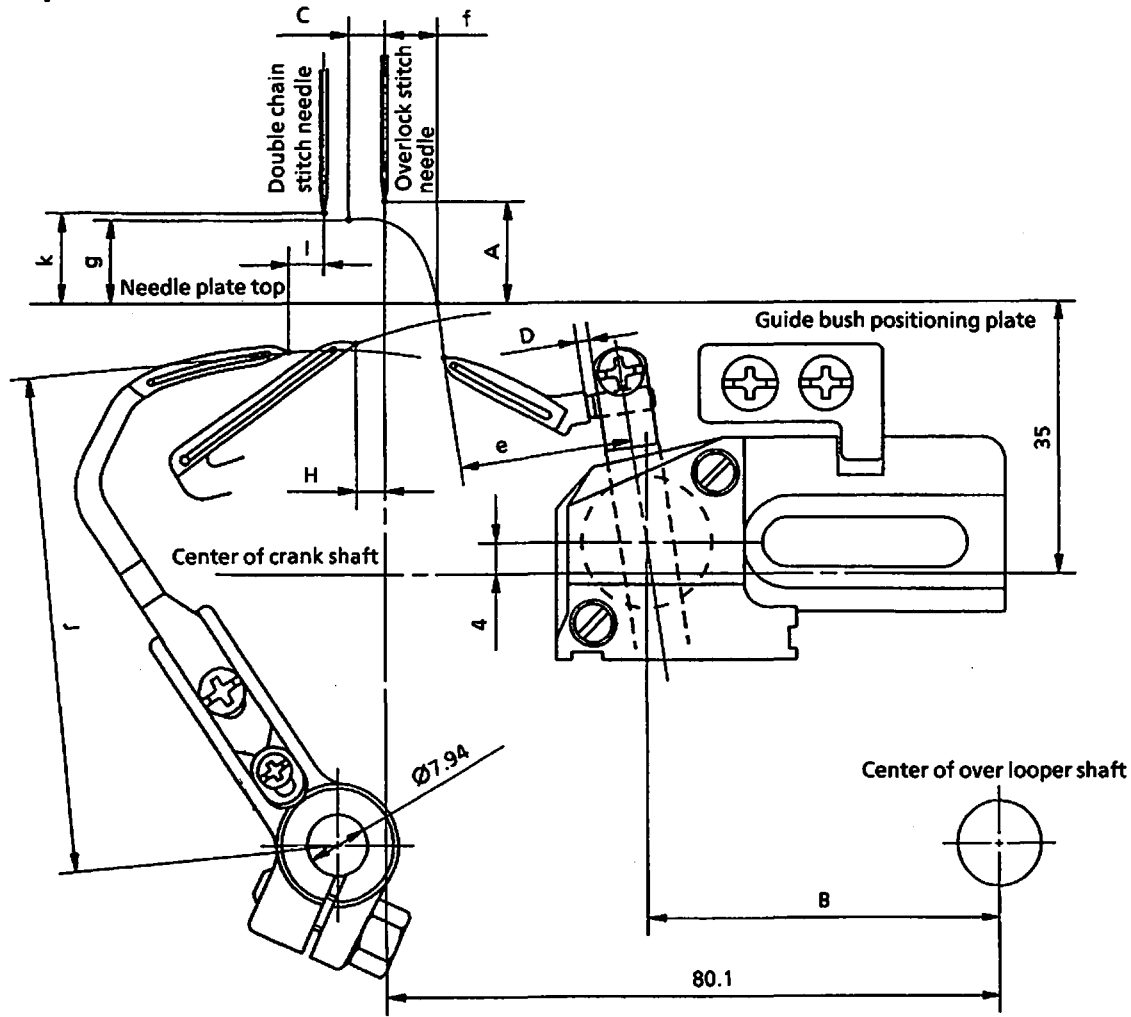 C
f
Double chain
stitch needle
Overlock stitch
needle
k
g
l
A
Needle plate top
D
Guide bush positioning plate
35
e
H
Center of crank shaft
4
r
Ø7.94
Center of over looper shaft
B
80.1